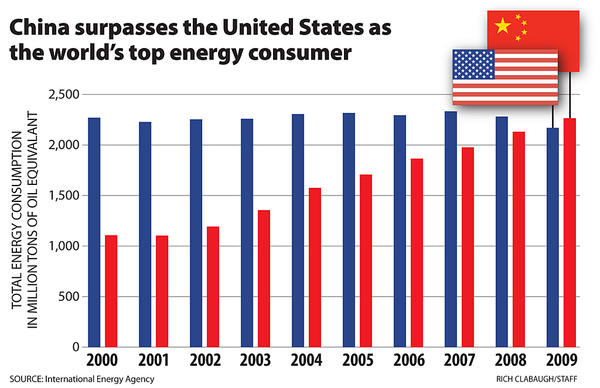 China surpasses the United States as
the world's top energy consumer
TOTAL ENERGY CONSUMPTION
IN MILLION TONS OF OIL EQUIVALANT
2,500
2,000
1,500
1,000
500
0
2000 2001 2002 2003 2004 2005 2006 2007 2008 2009
SOURCE: International Energy Agency
RICH CLABAUGH/STAFF